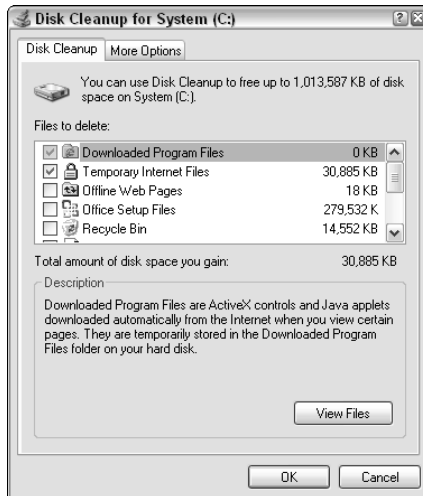 Disk Cleanup for System (C:)
Disk Cleanup
More Options
You can use Disk Cleanup to free up to 1,013,587 KB of disk
space on System (C:).
Files to delete:
Downloaded Program Files 0 KB
Temporary Internet Files 30,885 KB
Offline Web Pages 18 KB
Office Setup Files 279,532 K
Recycle Bin 14,552 KB
Total amount of disk space you gain: 30,885 KB
Description
Downloaded Program Files are ActiveX controls and Java applets
downloaded automatically from the Internet when you view certain
pages. They are temporarily stored in the Downloaded Program
Files folder on your hard disk.
View Files
OK
Cancel